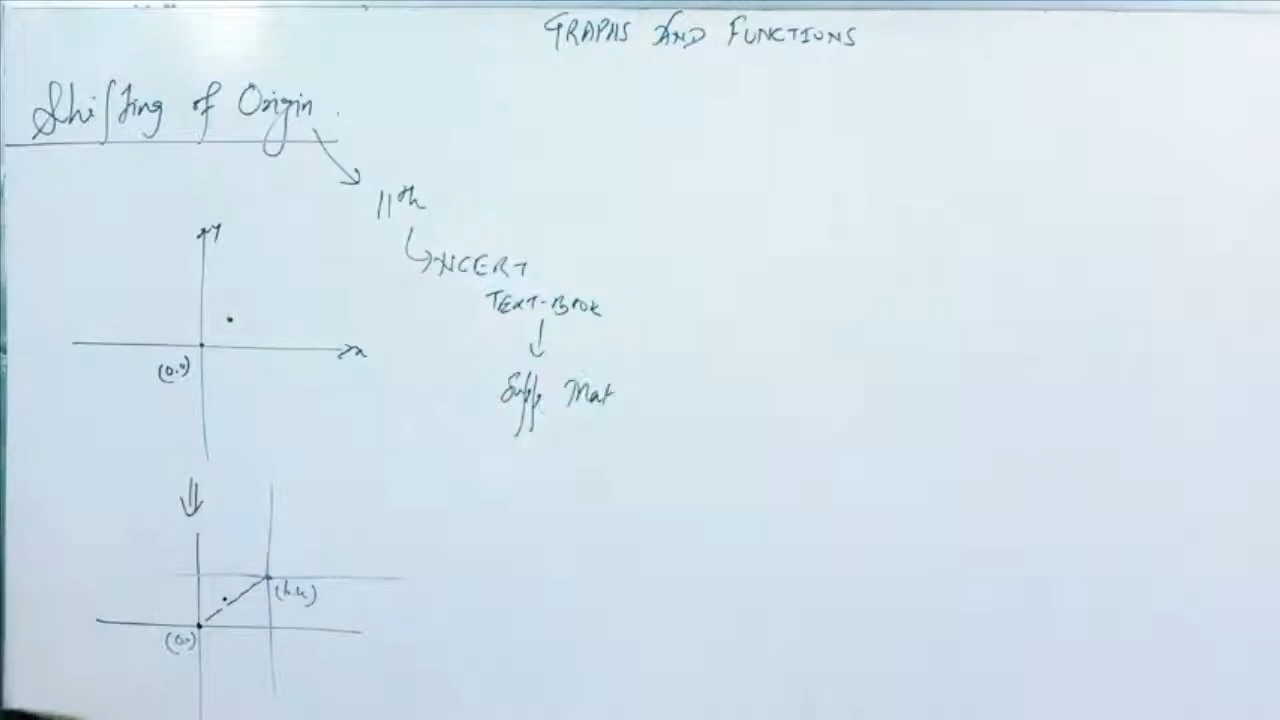 GRAPHS AND FUNCTIONS
Shifting of Origin.
11th
NCERT
TEXT-BOOK
Supp Mat
y
x
(0,0)
(h,k)
(0,0)